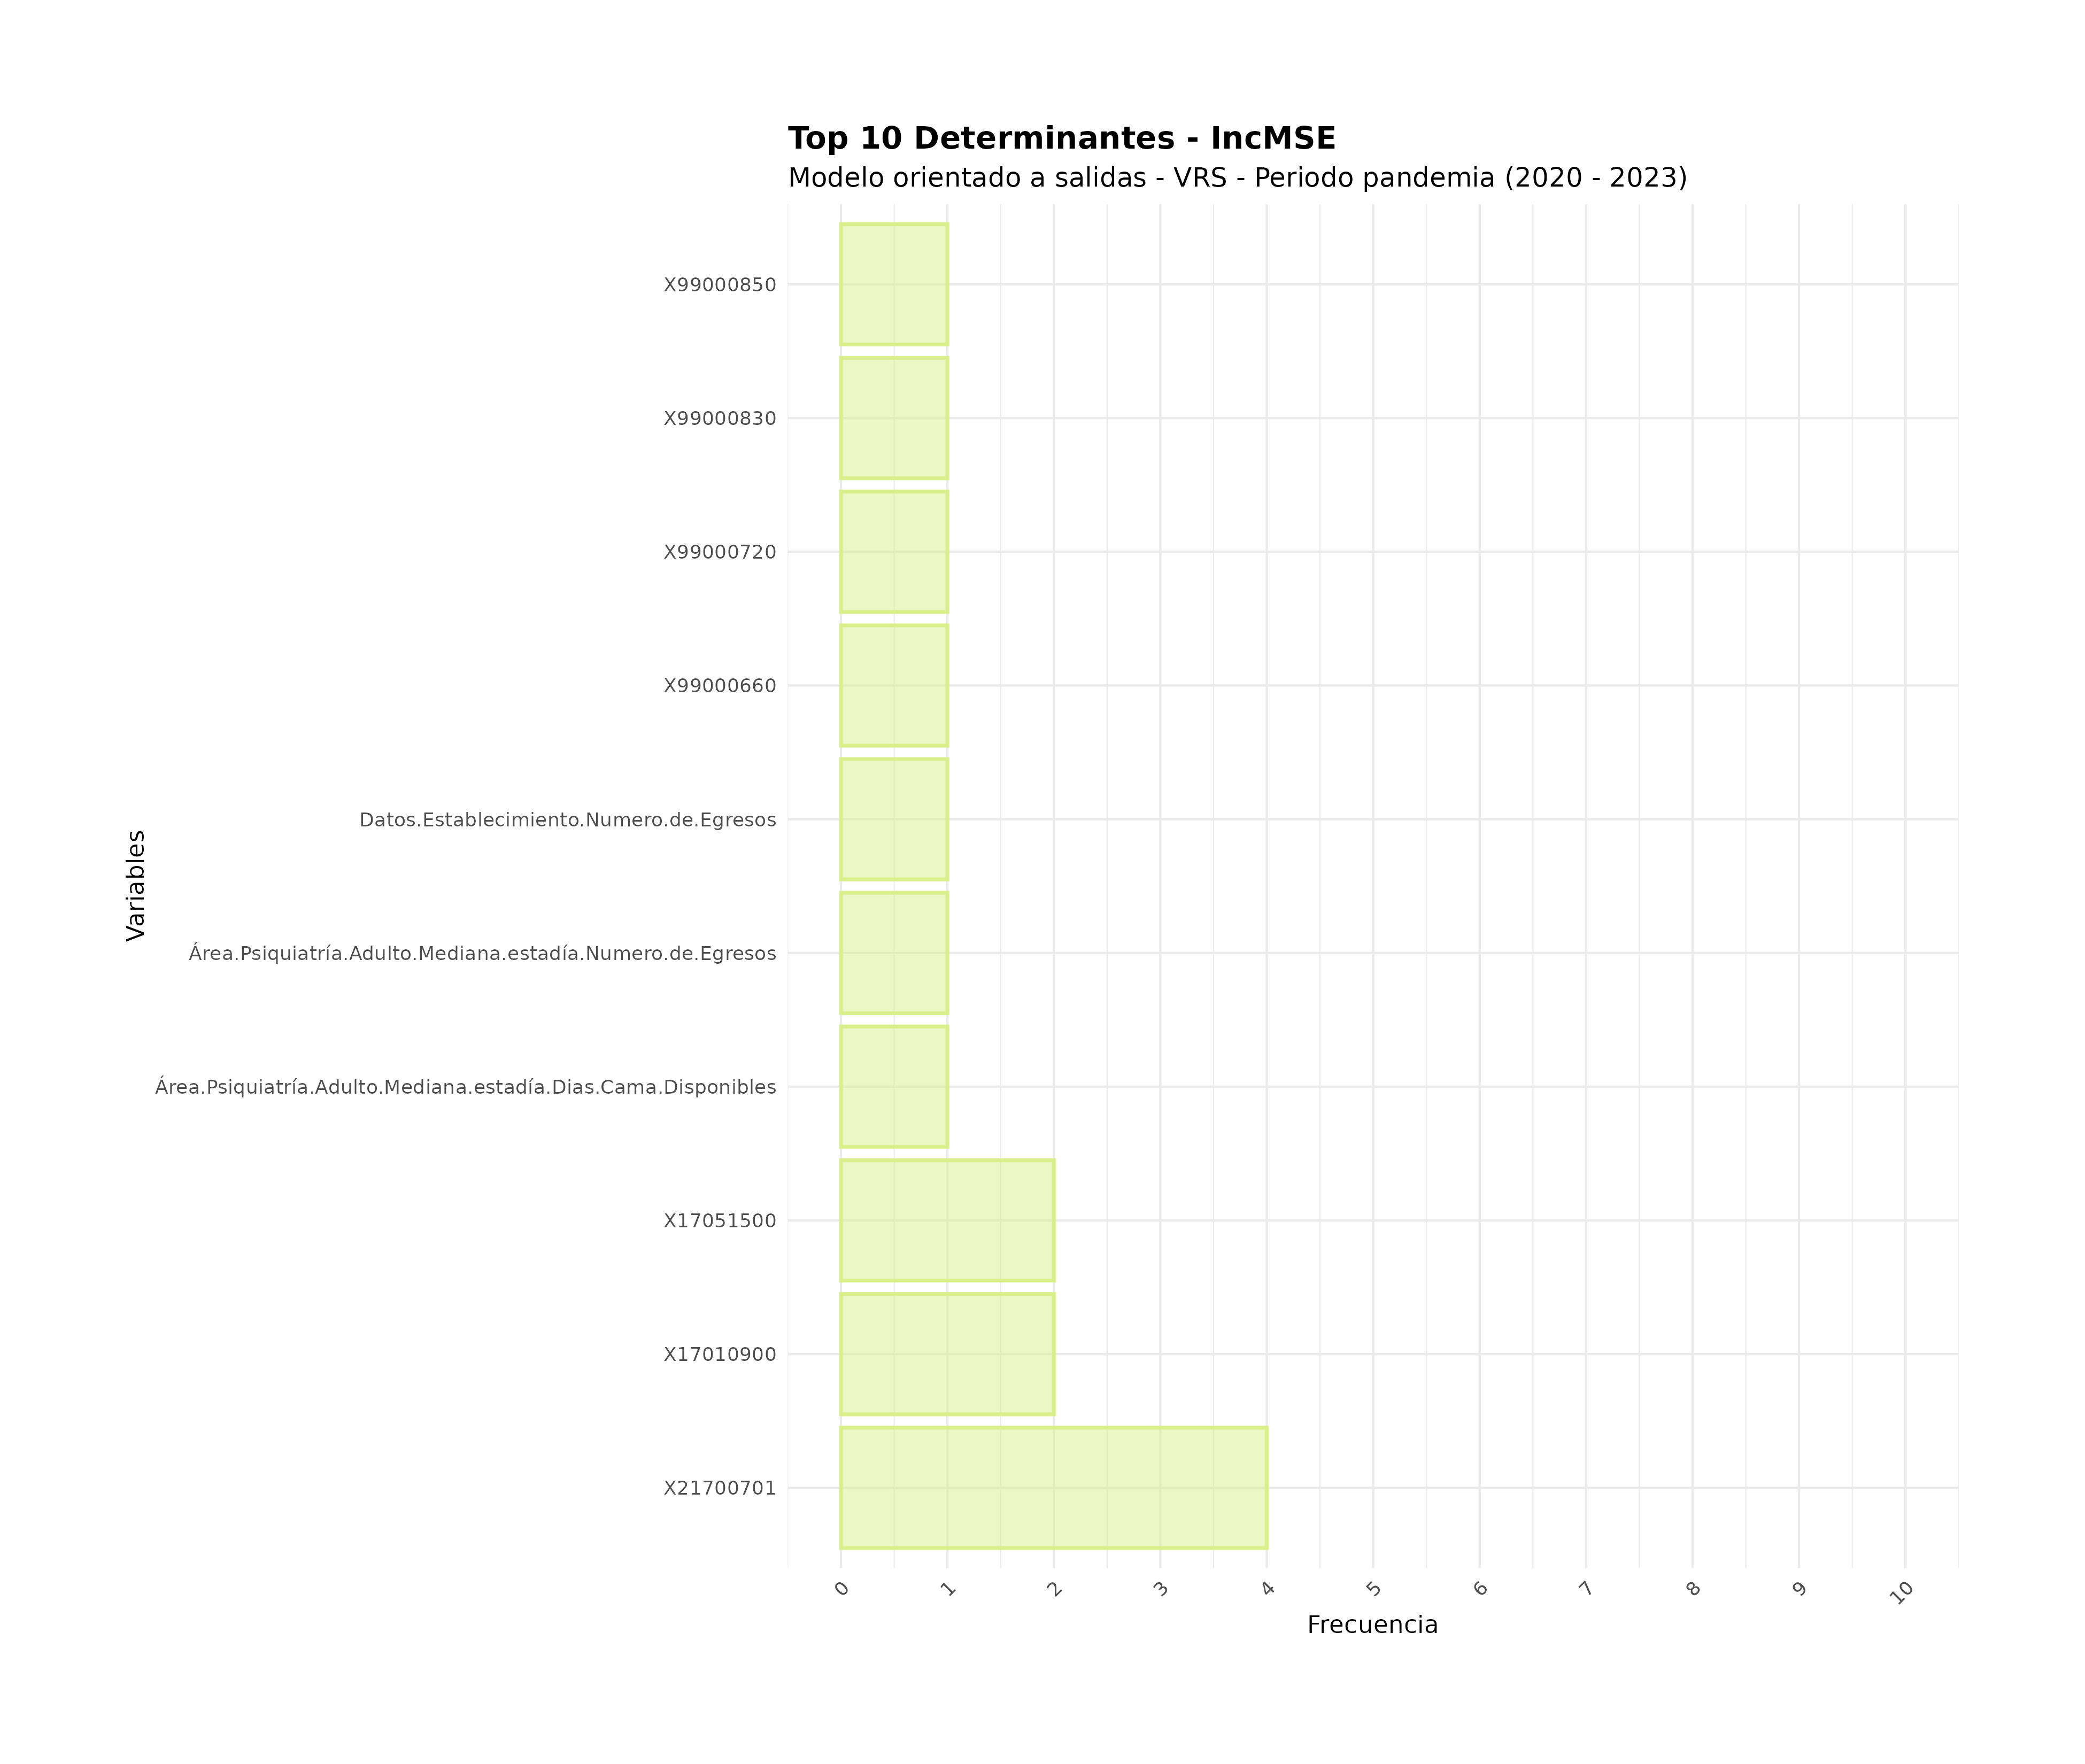 Top 10 Determinantes - IncMSE
Modelo orientado a salidas - VRS - Periodo pandemia (2020 - 2023)
Variables
X99000850
X99000830
X99000720
X99000660
Datos.Establecimiento.Numero.de.Egresos
Área.Psiquiatría.Adulto.Mediana.estadía.Numero.de.Egresos
Área.Psiquiatría.Adulto.Mediana.estadía.Dias.Cama.Disponibles
X17051500
X17010900
X21700701
0 1 2 3 4 5 6 7 8 9 10
Frecuencia